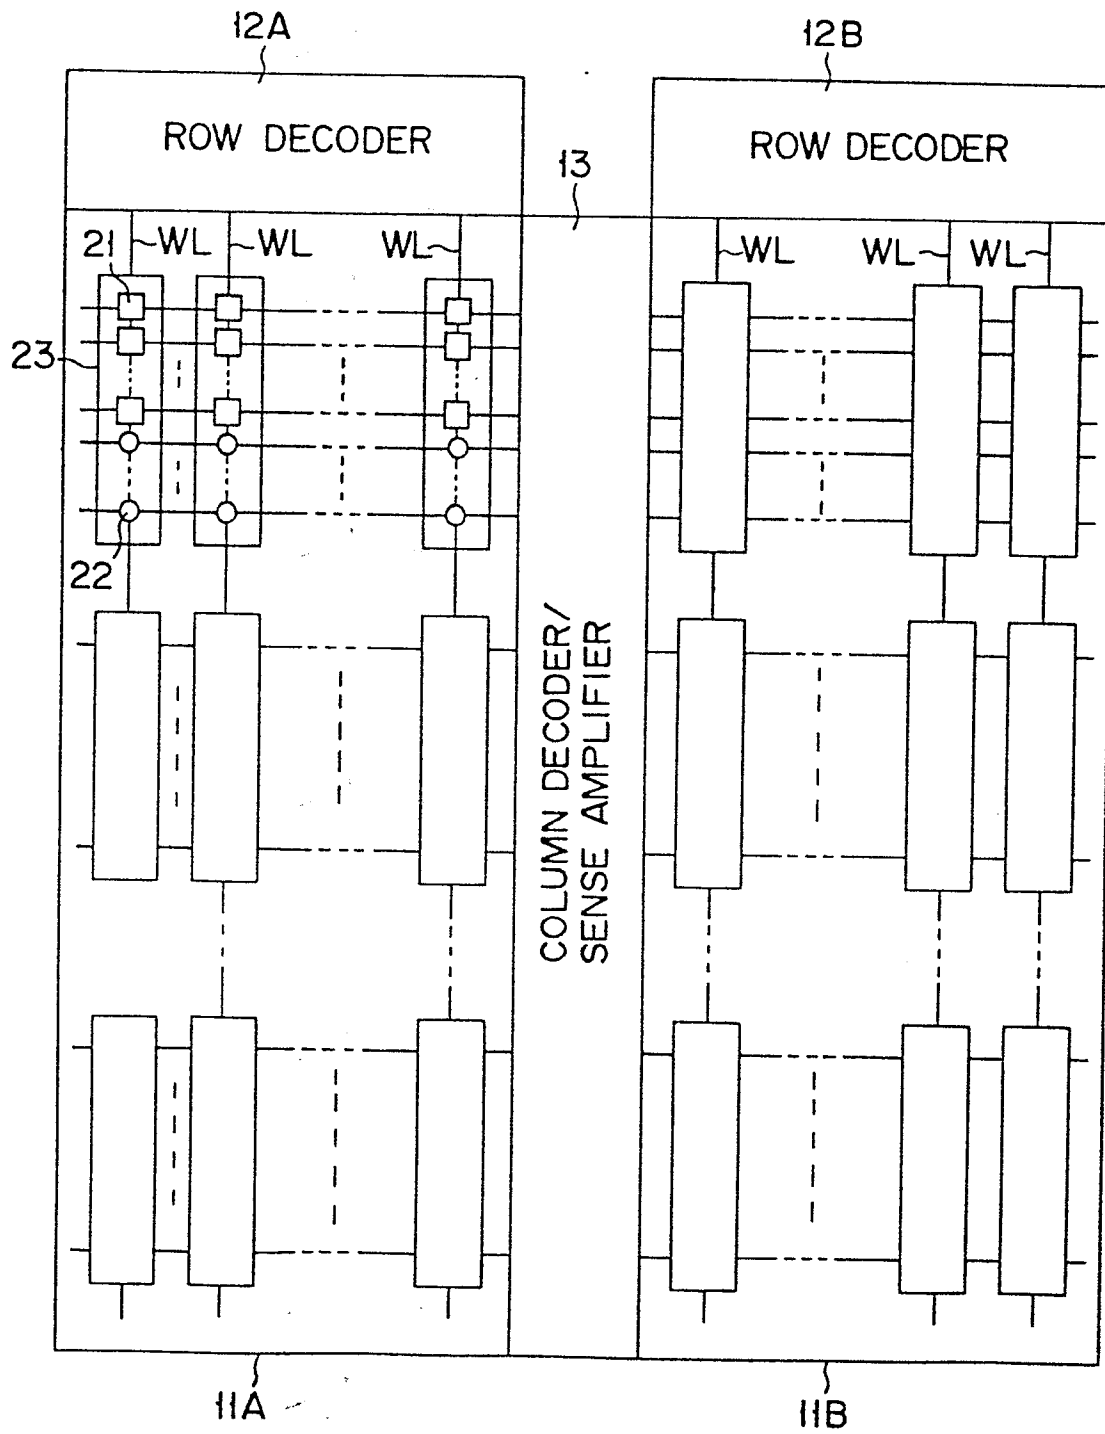 12A
12B
ROW DECODER
ROW DECODER
13
21
WL
WL
WL
WL
WL
WL
23
22
COLUMN DECODER/
SENSE AMPLIFIER
11A
11B